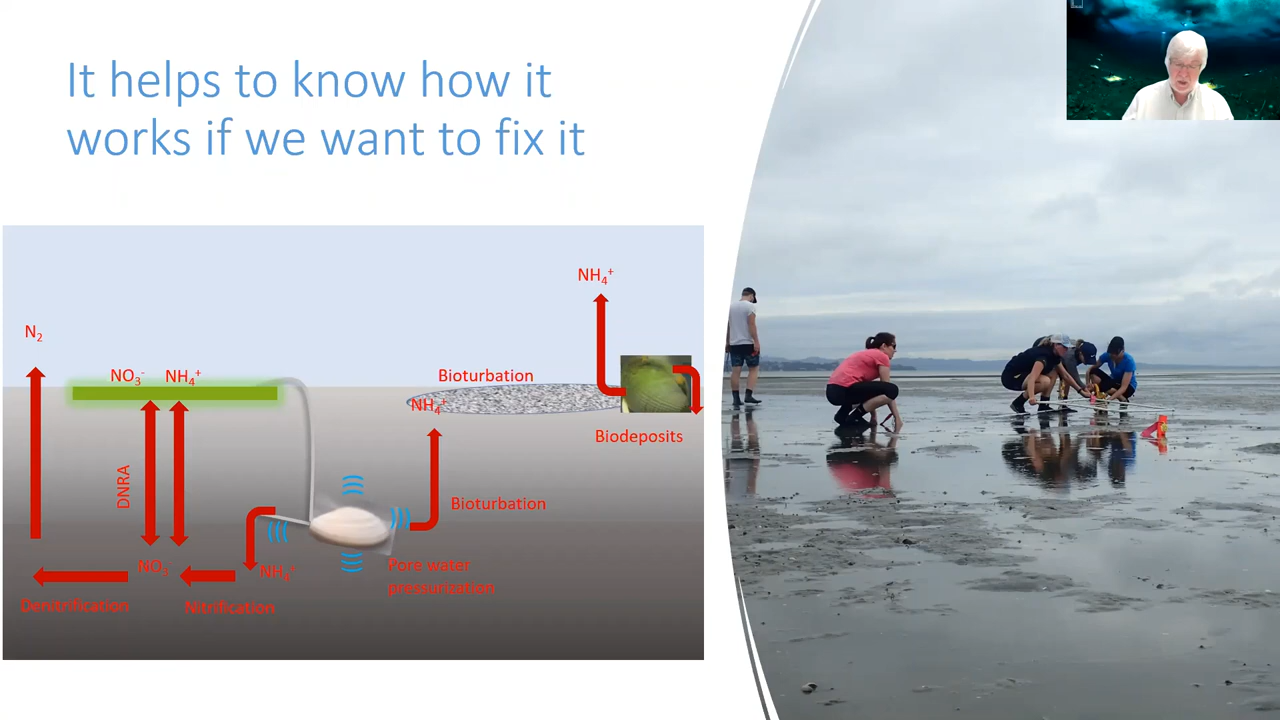 It helps to know how it
works if we want to fix it
NH₄⁺
N₂
NO₃⁻ NH₄⁺
Bioturbation
NH₄⁺
Biodeposits
DNRA
Bioturbation
NO₃
NH₄⁺
Pore water
pressurization
Denitrification
Nitrification